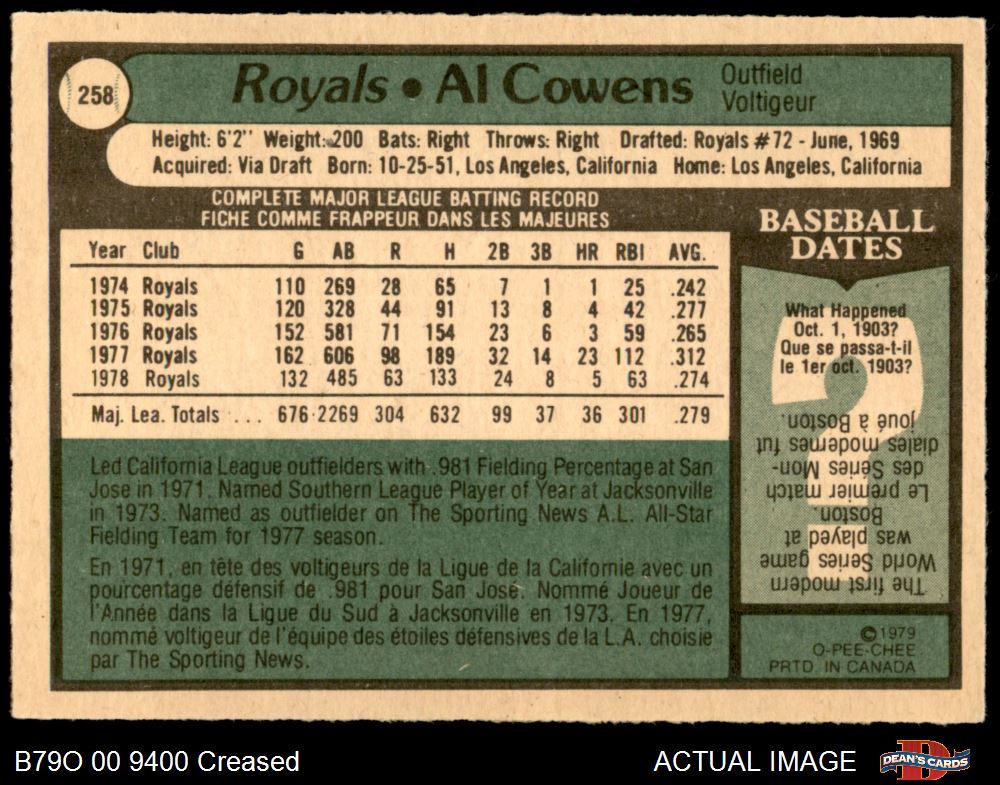 258
Royals • Al Cowens
Outfield
Voltigeur
Height: 6'2'' Weight: 200 Bats: Right Throws: Right Drafted: Royals #72 - June, 1969
Acquired: Via Draft Born: 10-25-51, Los Angeles, California Home: Los Angeles, California
COMPLETE MAJOR LEAGUE BATTING RECORD
FICHE COMME FRAPPEUR DANS LES MAJEURES
Year Club G AB R H 2B 3B HR RBI AVG.
1974 Royals 110 269 28 65 7 1 1 25 .242
1975 Royals 120 328 44 91 13 8 4 42 .277
1976 Royals 152 581 71 154 23 6 3 59 .265
1977 Royals 162 606 98 189 32 14 23 112 .312
1978 Royals 132 485 63 133 24 8 5 63 .274
Maj. Lea. Totals ... 676 2269 304 632 99 37 36 301 .279
Led California League outfielders with .981 Fielding Percentage at San
Jose in 1971. Named Southern League Player of Year at Jacksonville
in 1973. Named as outfielder on The Sporting News A.L. All-Star
Fielding Team for 1977 season.
En 1971, en tête des voltigeurs de la Ligue de la Californie avec un
pourcentage défensif de .981 pour San José. Nommé Joueur de
l'Année dans la Ligue du Sud à Jacksonville en 1973. En 1977,
nommé voltigeur de l'équipe des étoiles défensives de la L.A. choisie
par The Sporting News.
BASEBALL
DATES
What Happened
Oct. 1, 1903?
Que se passa-t-il
le 1er oct. 1903?
The first modern
World Series game
was played at
Boston.
Le premier match
des Séries Mon-
diales modernes fut
joué à Boston.
©1979
O-PEE-CHEE
PRTD. IN CANADA
B79O 00 9400 Creased
ACTUAL IMAGE
D
DEAN'S CARDS